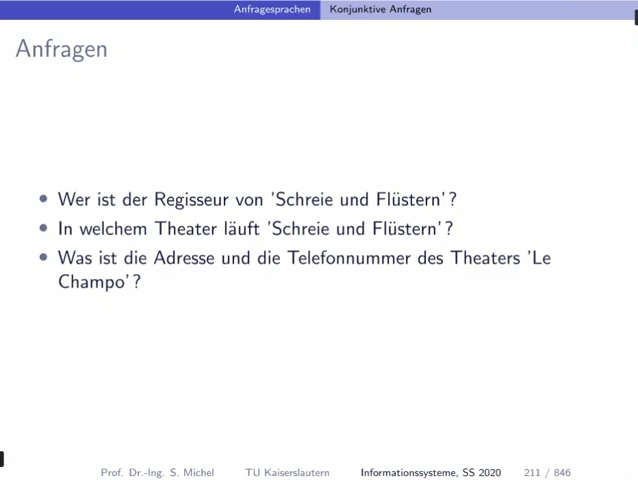 Anfragesprachen Konjunktive Anfragen
Anfragen
• Wer ist der Regisseur von 'Schreie und Flüstern'?
• In welchem Theater läuft 'Schreie und Flüstern'?
• Was ist die Adresse und die Telefonnummer des Theaters 'Le
Champo'?
Prof. Dr.-Ing. S. Michel TU Kaiserslautern Informationssysteme, SS 2020 211 / 846